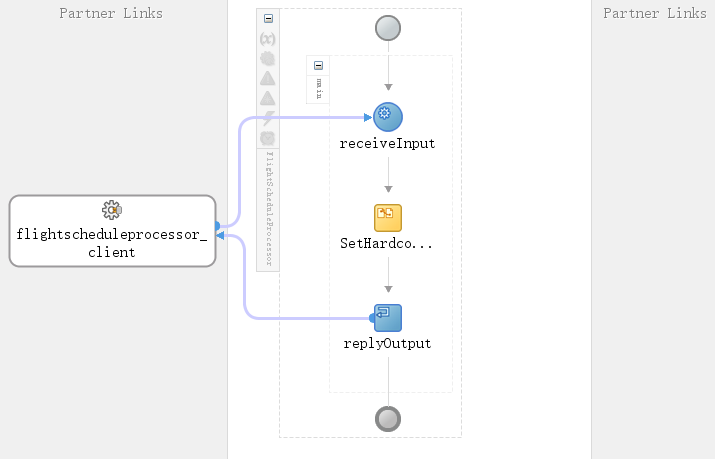 Partner Links
Partner Links
(x)
main
receiveInput
FlightScheduleProcessor
flightscheduleprocessor_
client
SetHardco...
replyOutput